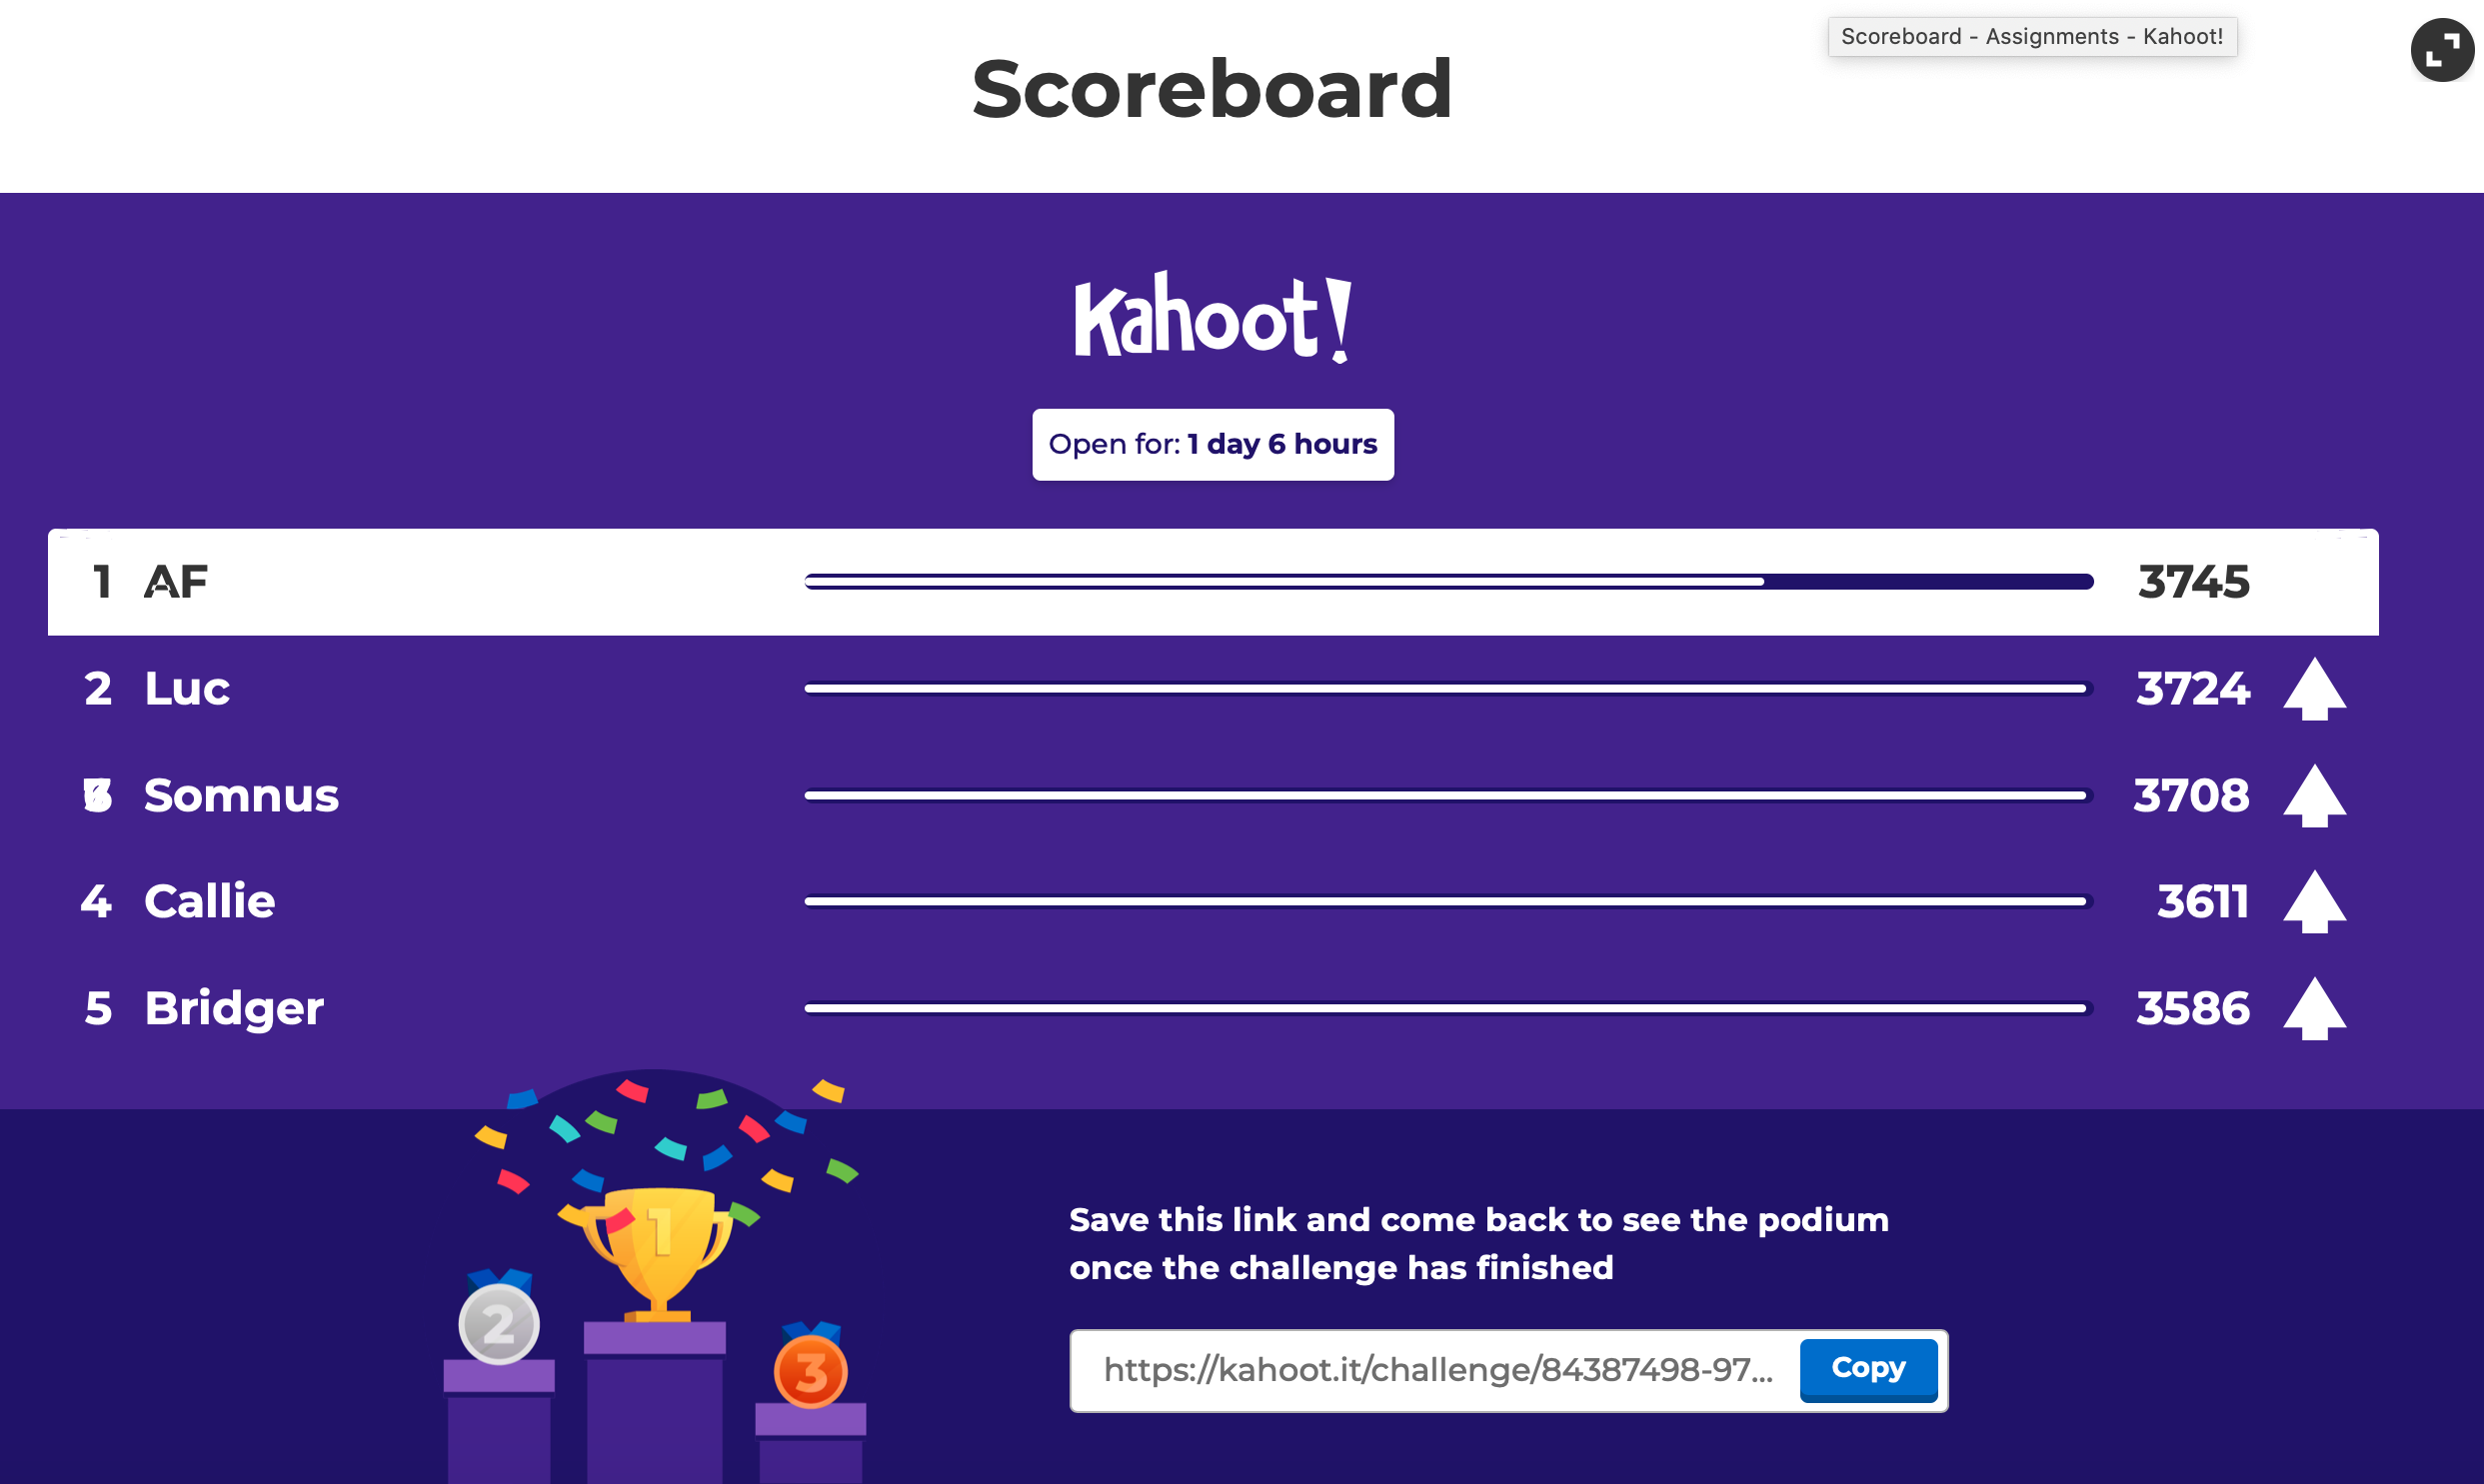 Scoreboard - Assignments - Kahoot!
Scoreboard
Kahoot!
Open for: 1 day 6 hours
1 AF 3745
2 Luc 3724
Somnus 3708
4 Callie 3611
5 Bridger 3586
1
2
3
Save this link and come back to see the podium
once the challenge has finished
https://kahoot.it/challenge/84387498-97...
Copy